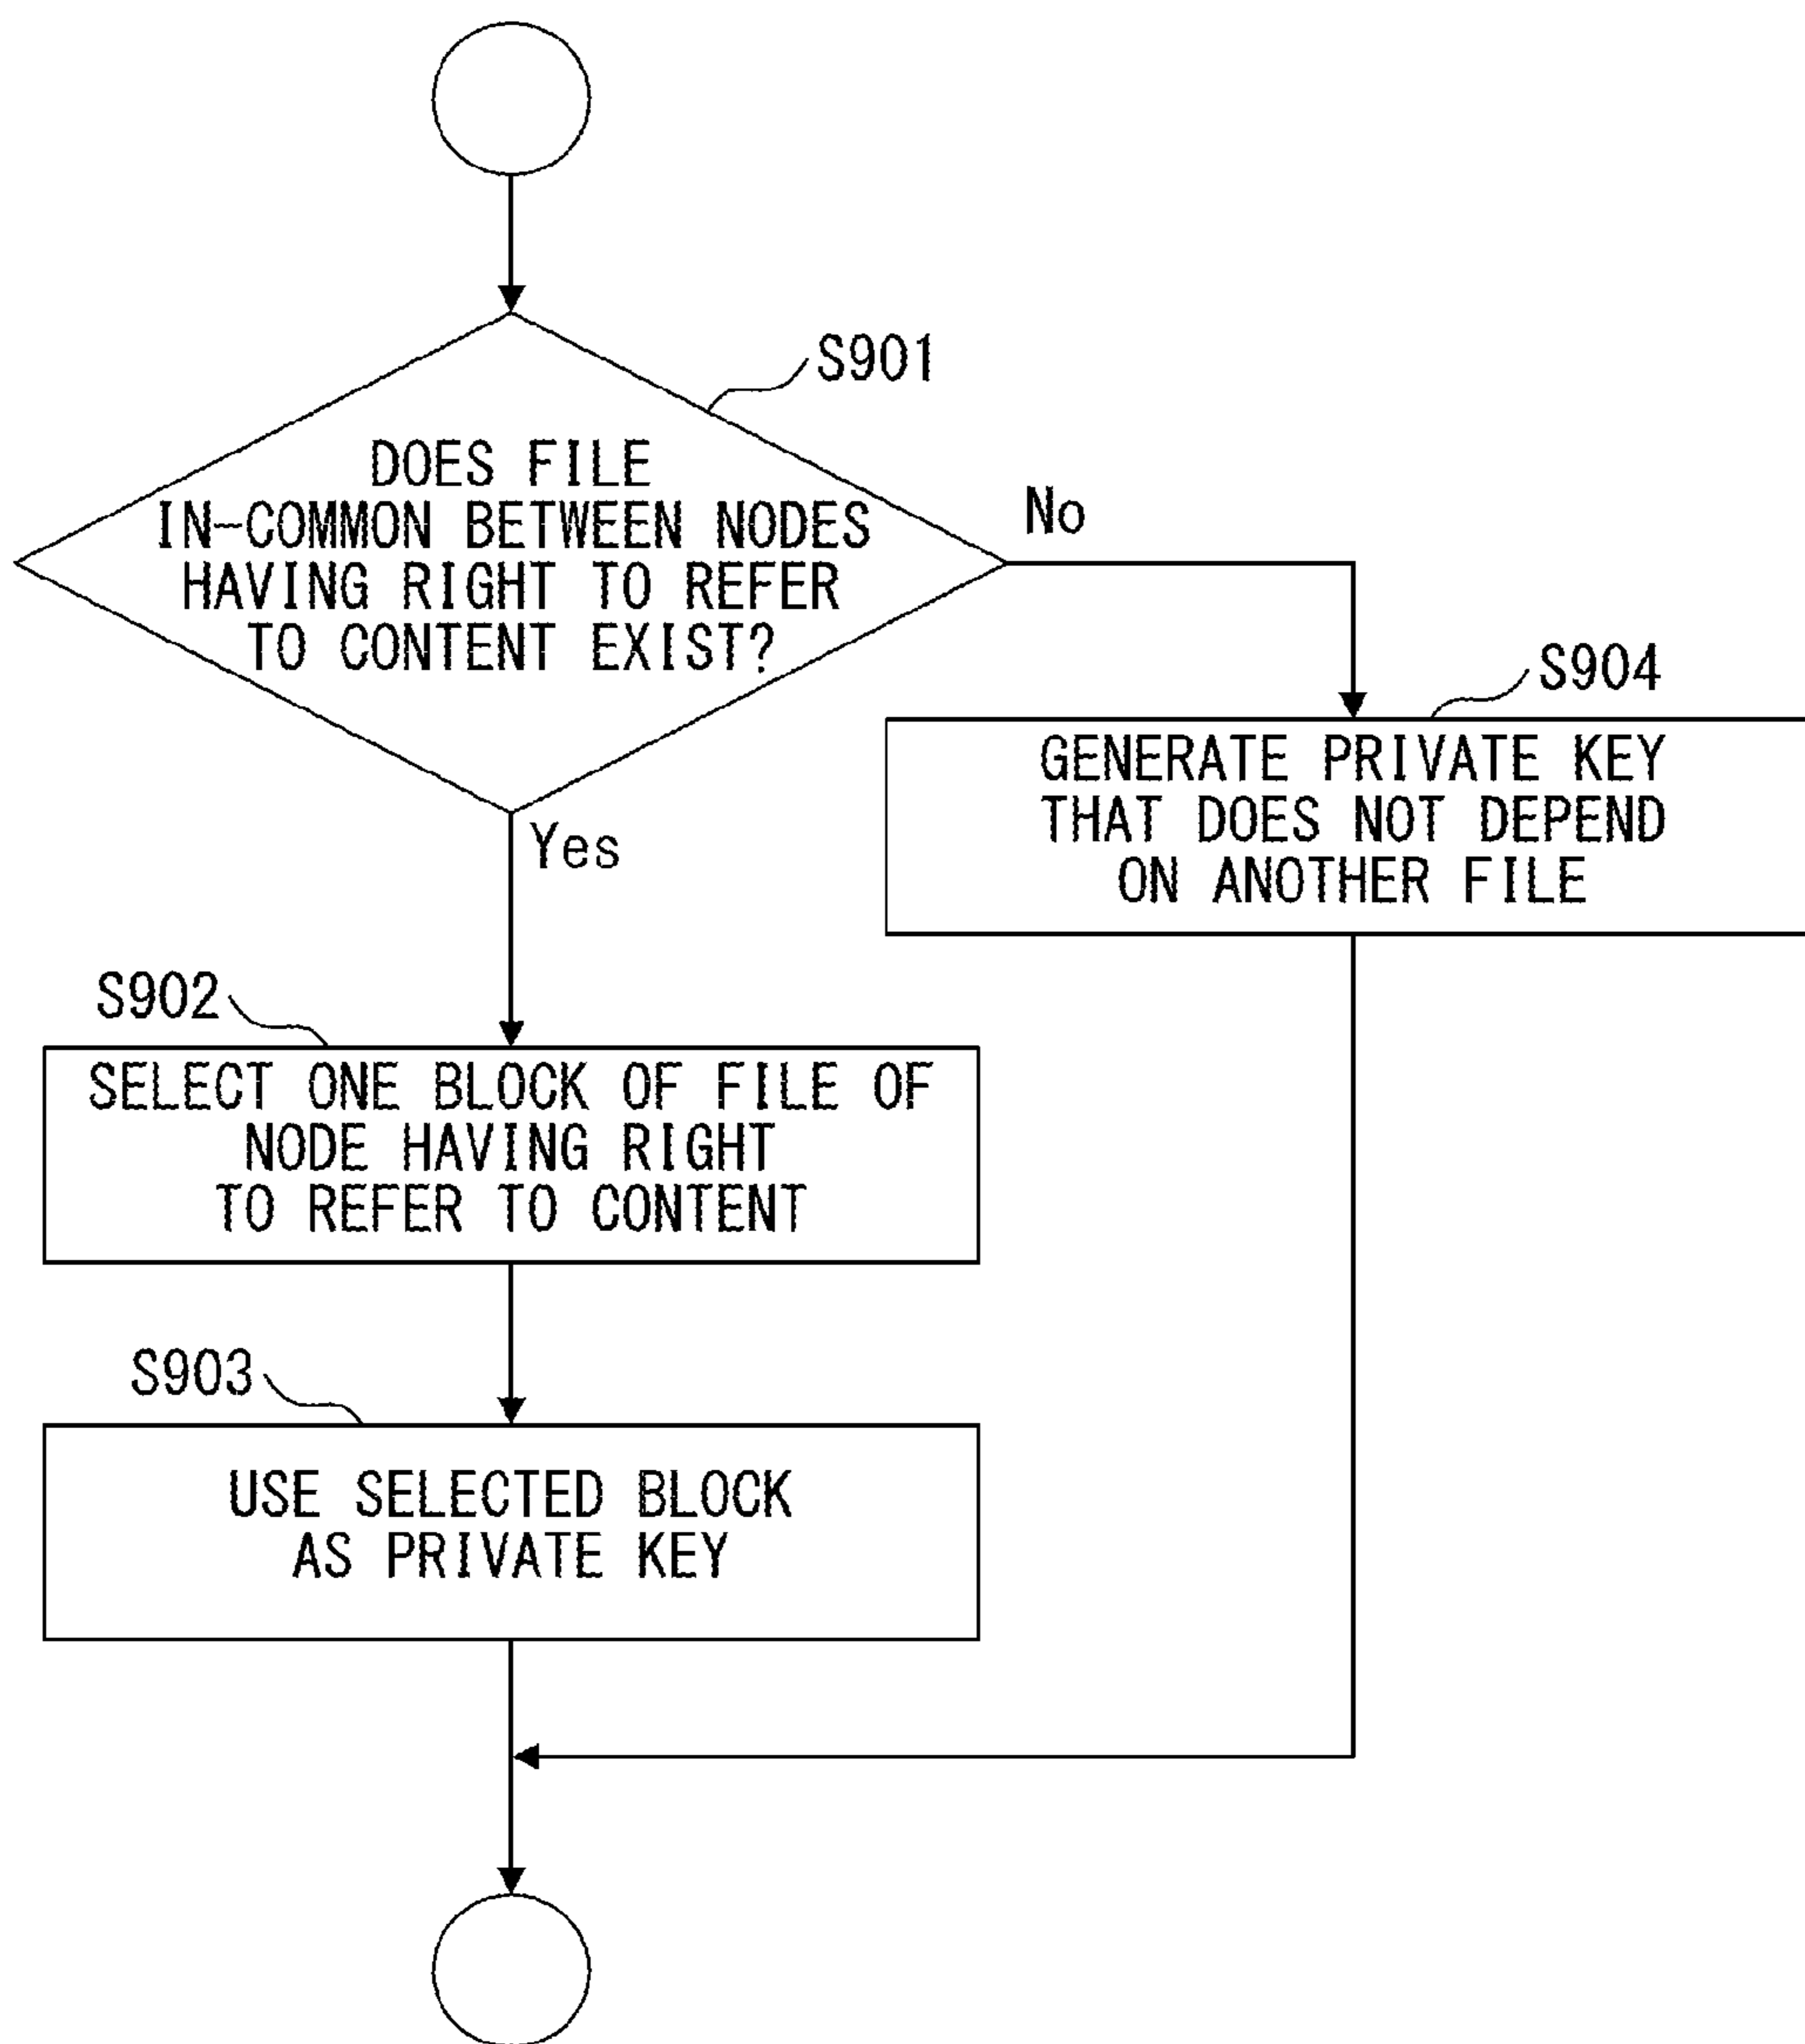 S901
DOES FILE
IN-COMMON BETWEEN NODES
HAVING RIGHT TO REFER
TO CONTENT EXIST?
No
Yes
S904
GENERATE PRIVATE KEY
THAT DOES NOT DEPEND
ON ANOTHER FILE
S902
SELECT ONE BLOCK OF FILE OF
NODE HAVING RIGHT
TO REFER TO CONTENT
S903
USE SELECTED BLOCK
AS PRIVATE KEY